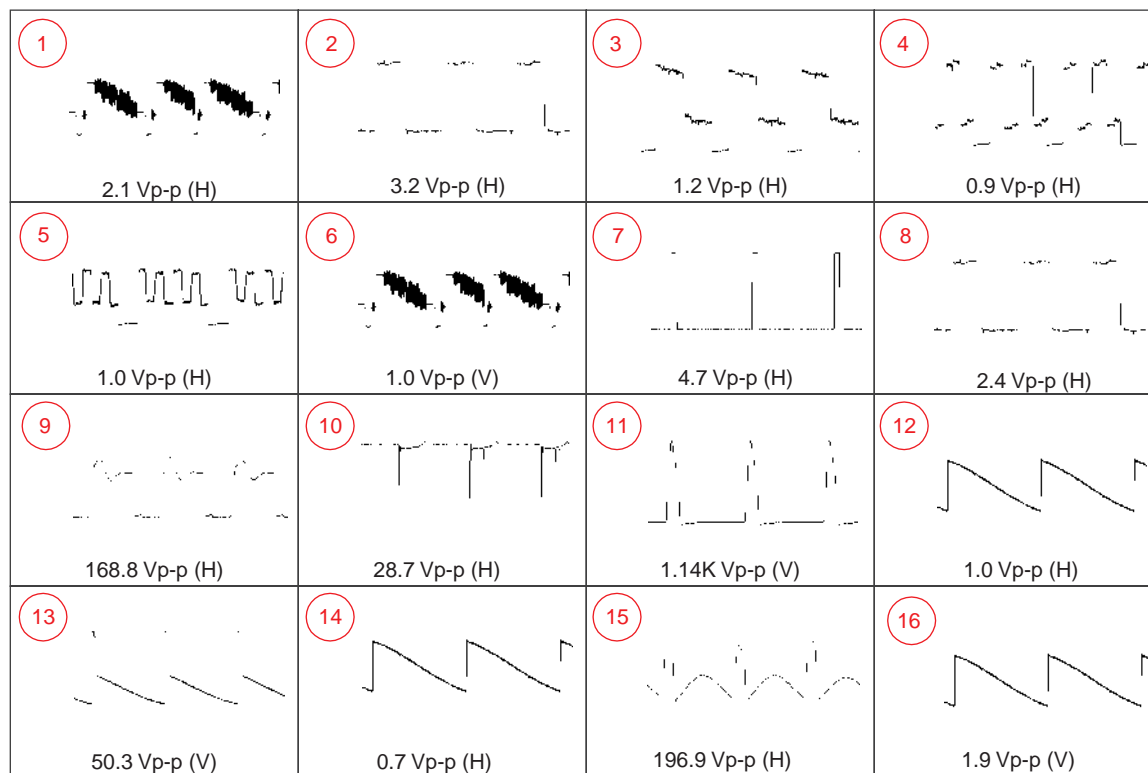 1
2.1 Vp-p (H)
2
3.2 Vp-p (H)
3
1.2 Vp-p (H)
4
0.9 Vp-p (H)
5
1.0 Vp-p (H)
6
1.0 Vp-p (V)
7
4.7 Vp-p (H)
8
2.4 Vp-p (H)
9
168.8 Vp-p (H)
10
28.7 Vp-p (H)
11
1.14K Vp-p (V)
12
1.0 Vp-p (H)
13
50.3 Vp-p (V)
14
0.7 Vp-p (H)
15
196.9 Vp-p (H)
16
1.9 Vp-p (V)